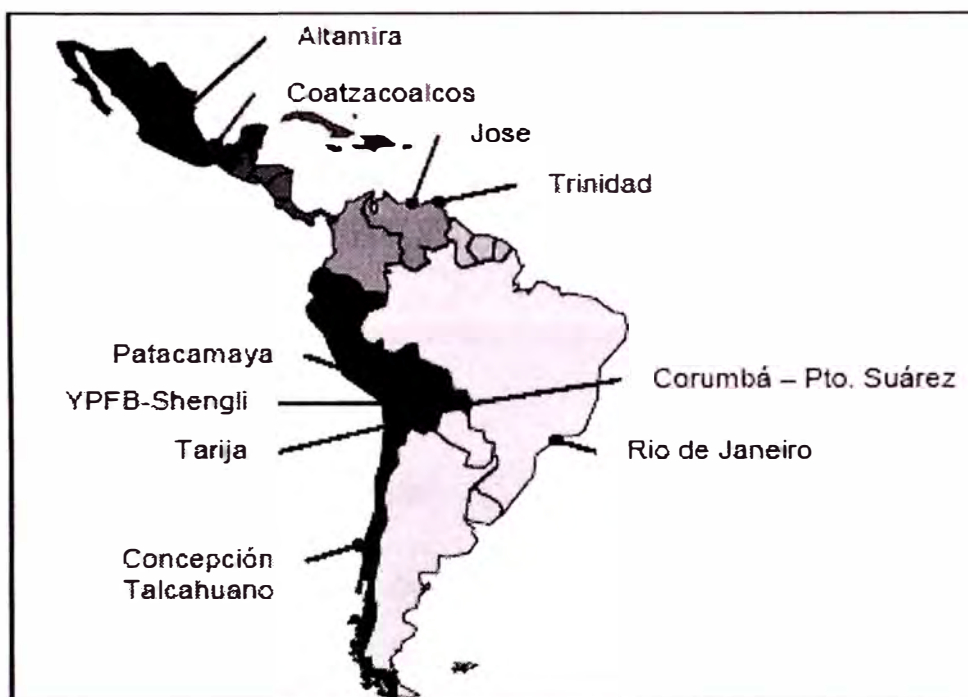 Altamira
Coatzacoalcos
Jose
Trinidad
Patacamaya
YPFB-Shengli
Tarija
Corumbá – Pto. Suárez
Rio de Janeiro
Concepción
Talcahuano